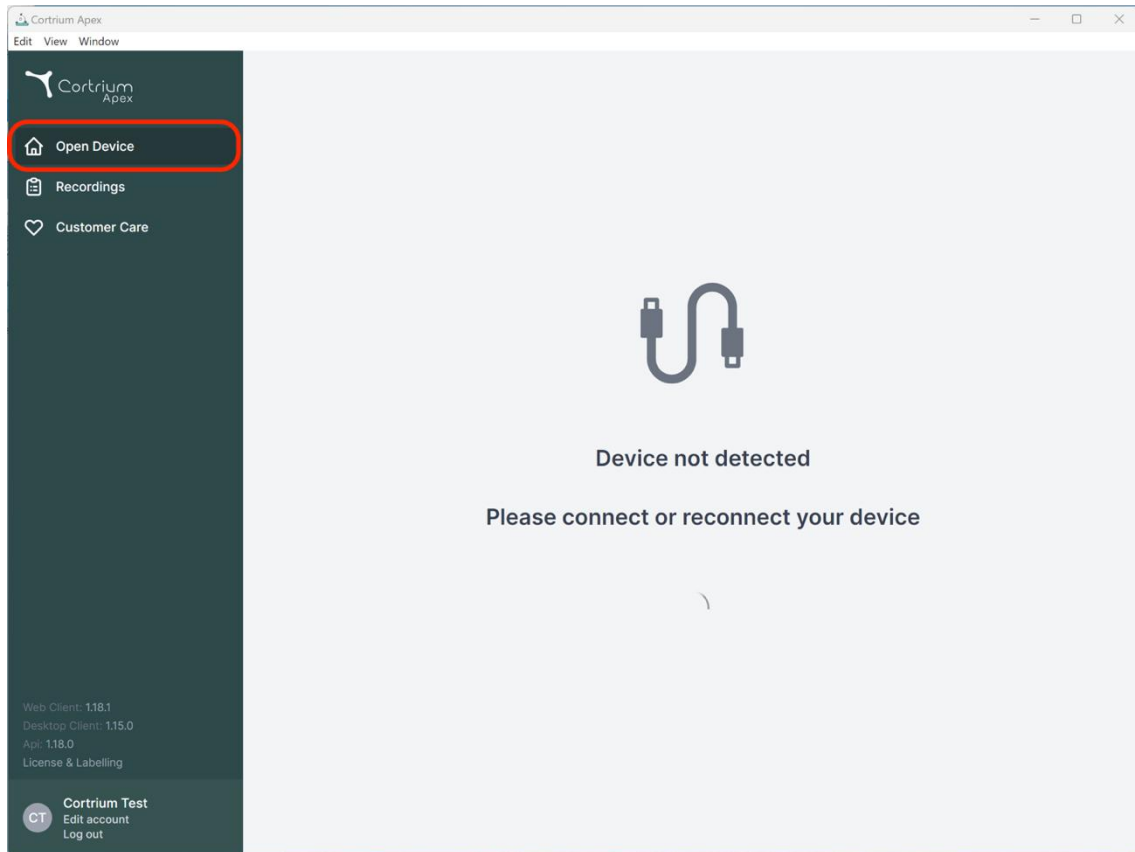 Cortrium Apex
Edit View Window
Cortrium
Apex
Open Device
Recordings
Customer Care
Device not detected
Please connect or reconnect your device
Web Client: 1.18.1
Desktop Client: 1.15.0
Api: 1.18.0
License & Labelling
CT
Cortrium Test
Edit account
Log out